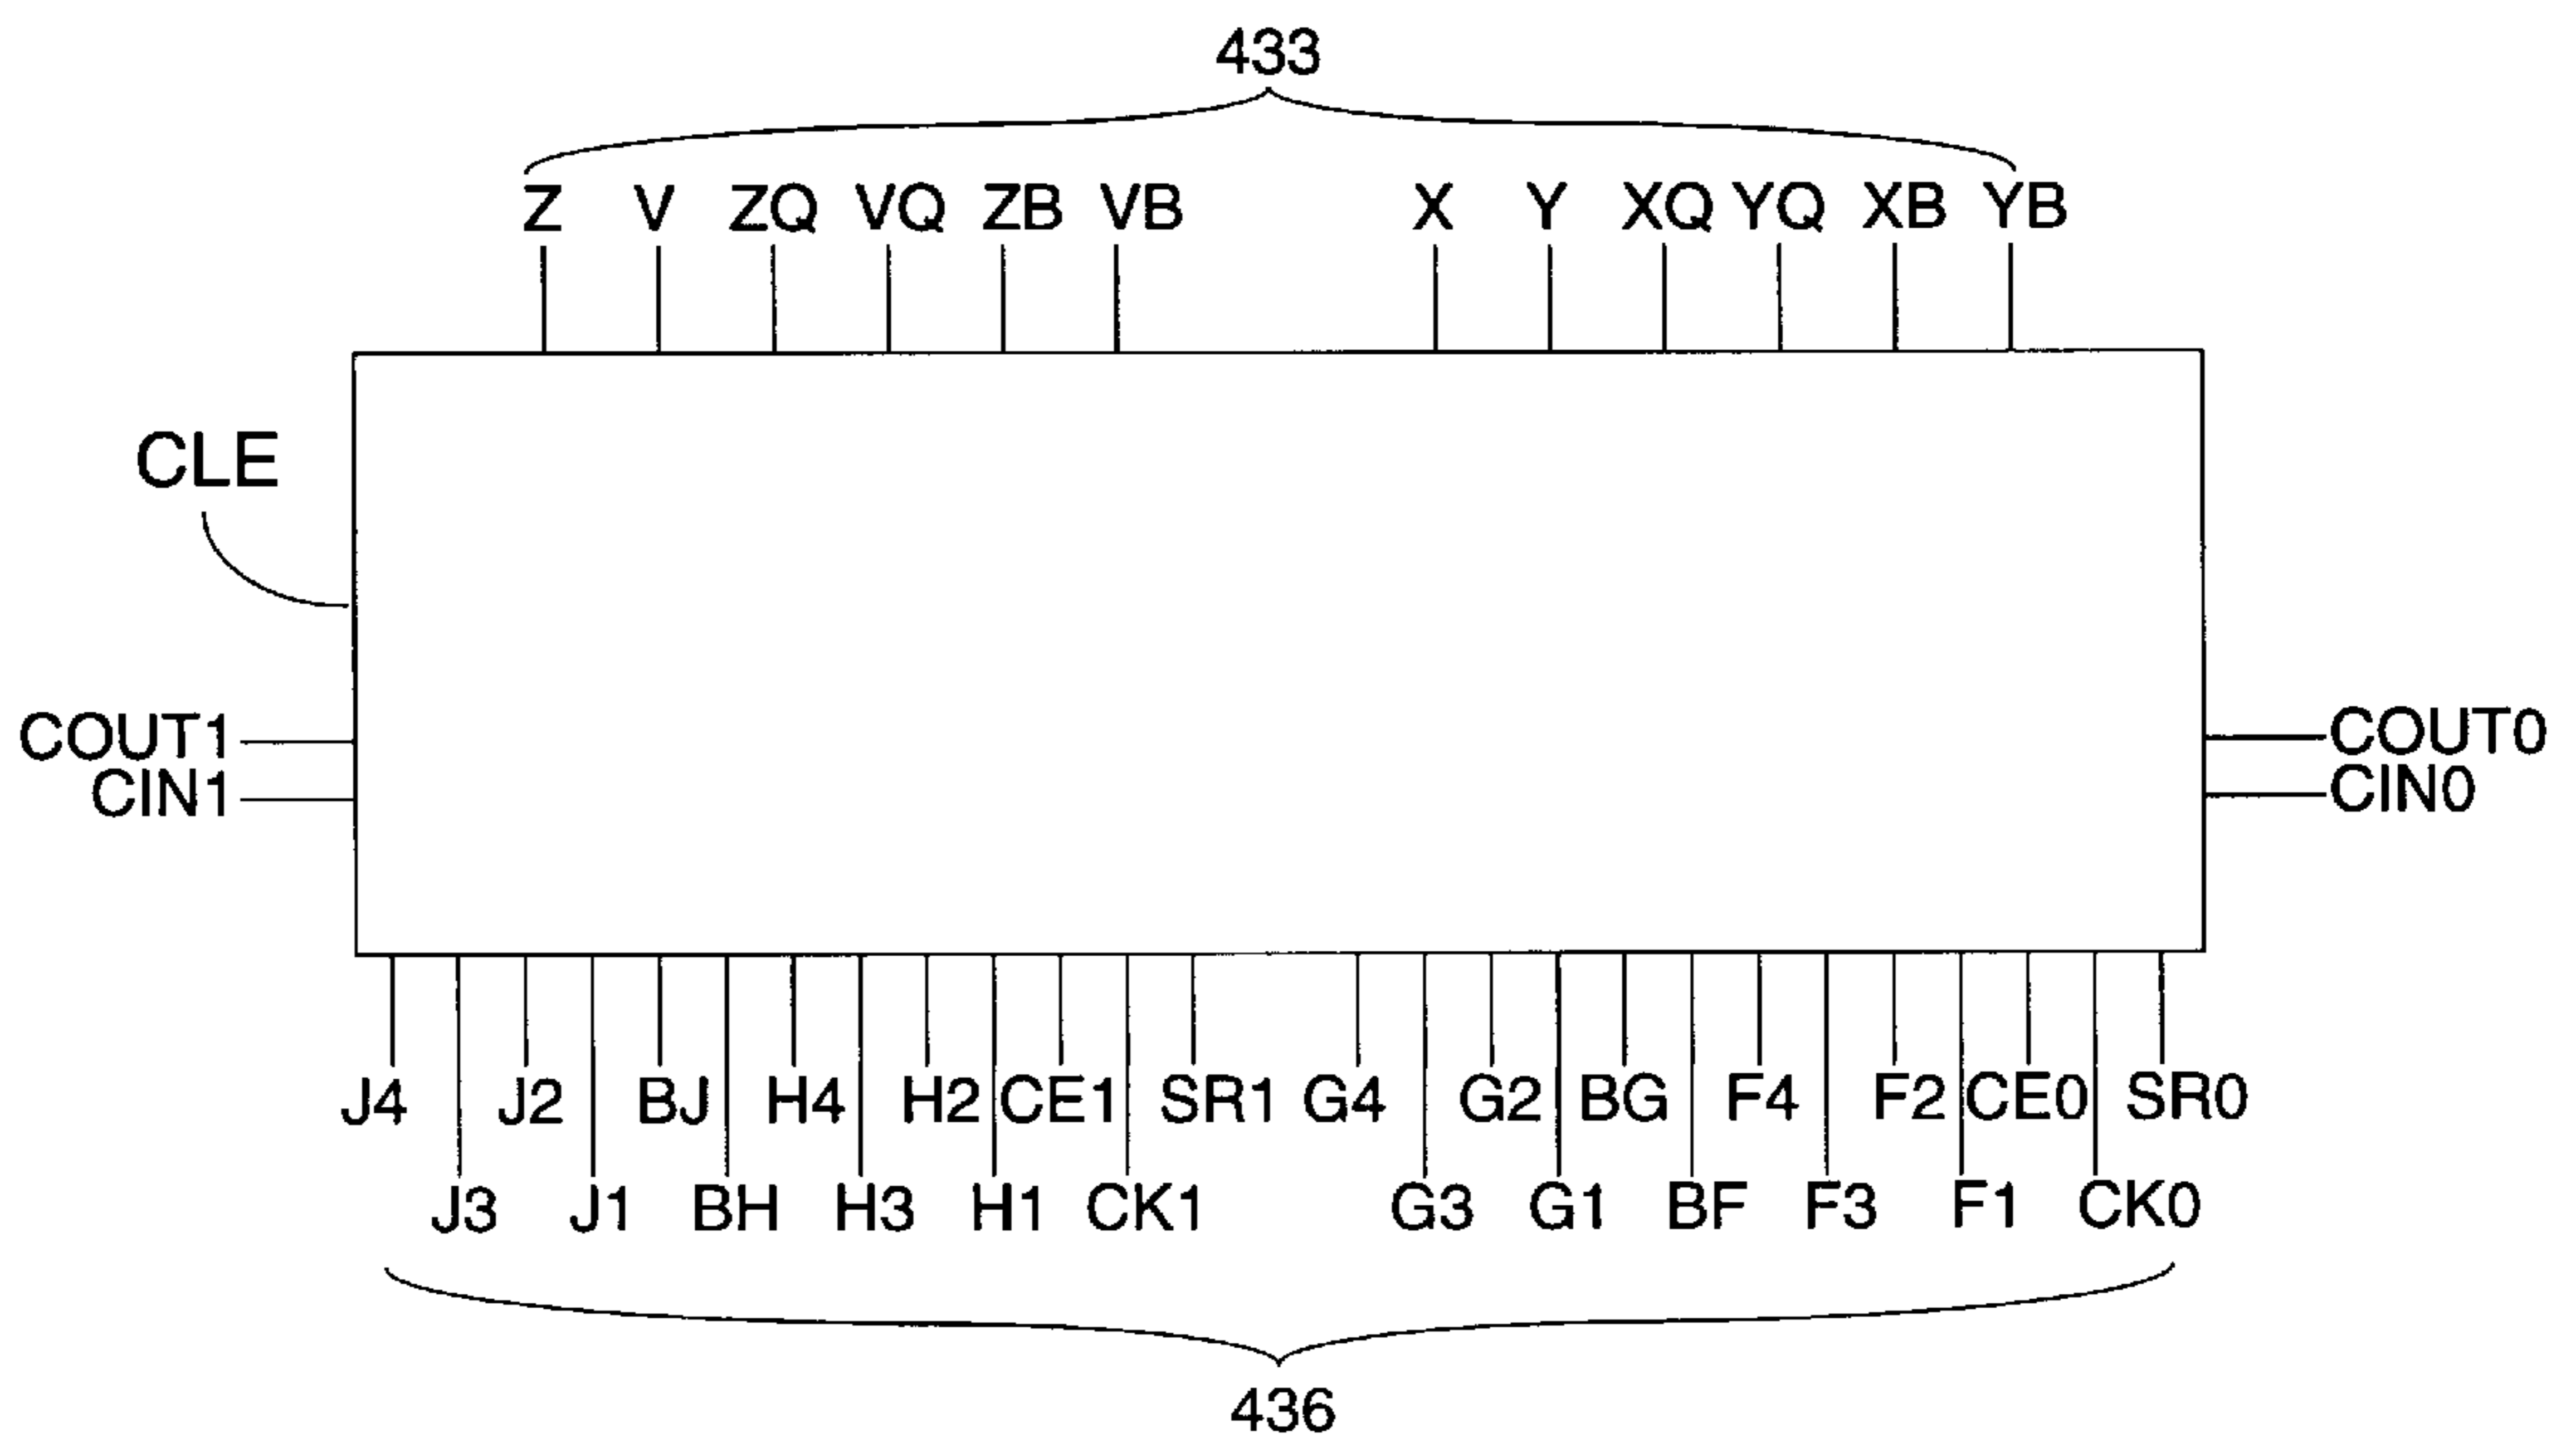 433
Z V ZQ VQ ZB VB X Y XQ YQ XB YB
CLE
COUT1 COUT0
CIN1 CIN0
J4 J2 BJ H4 H2 CE1 SR1 G4 G2 BG F4 F2 CE0 SR0
J3 J1 BH H3 H1 CK1 G3 G1 BF F3 F1 CK0
436